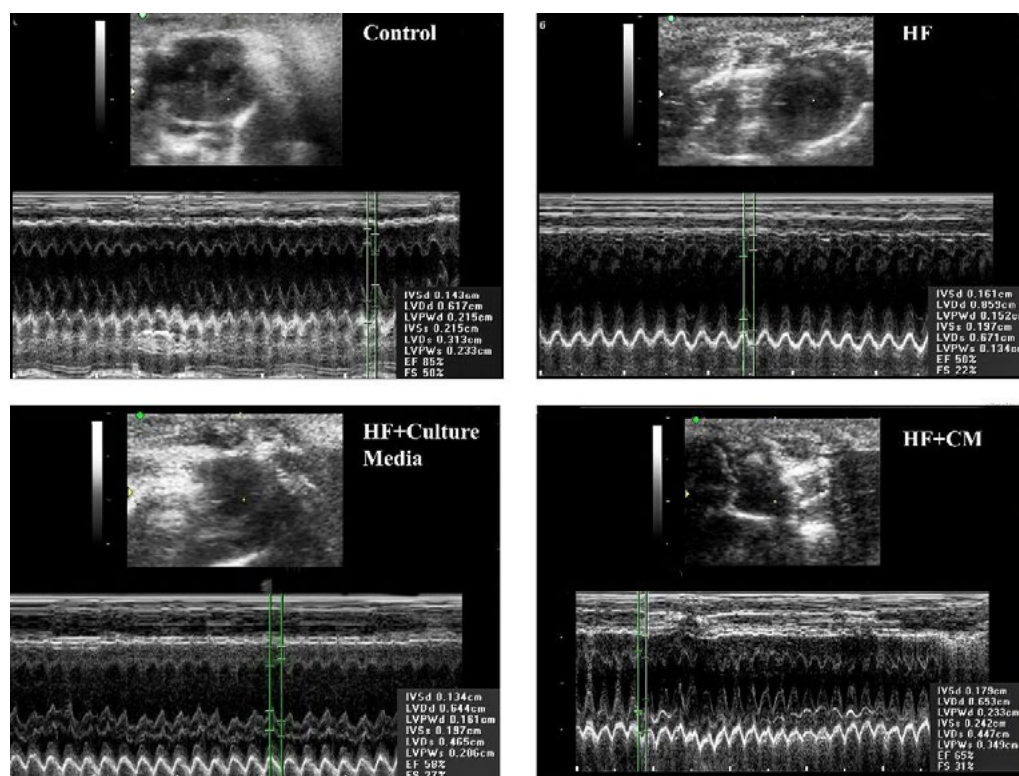 Control
IVSd 0.143cm
LVDd 0.617cm
LVPWd 0.215cm
IVSs 0.215cm
LVDs 0.313cm
LVPWs 0.233cm
EF 85%
FS 50%
6
HF
IVSd 0.161cm
LVDd 0.859cm
LVPWd 0.152cm
IVSs 0.197cm
LVDs 0.671cm
LVPWs 0.134cm
EF 50%
FS 22%
HF+Culture
Media
IVSd 0.134cm
LVDd 0.644cm
LVPWd 0.161cm
IVSs 0.197cm
LVDs 0.465cm
LVPWs 0.206cm
EF 58%
FS 27%
HF+CM
IVSd 0.179cm
LVDd 0.653cm
LVPWd 0.233cm
IVSs 0.242cm
LVDs 0.447cm
LVPWs 0.349cm
EF 65%
FS 31%